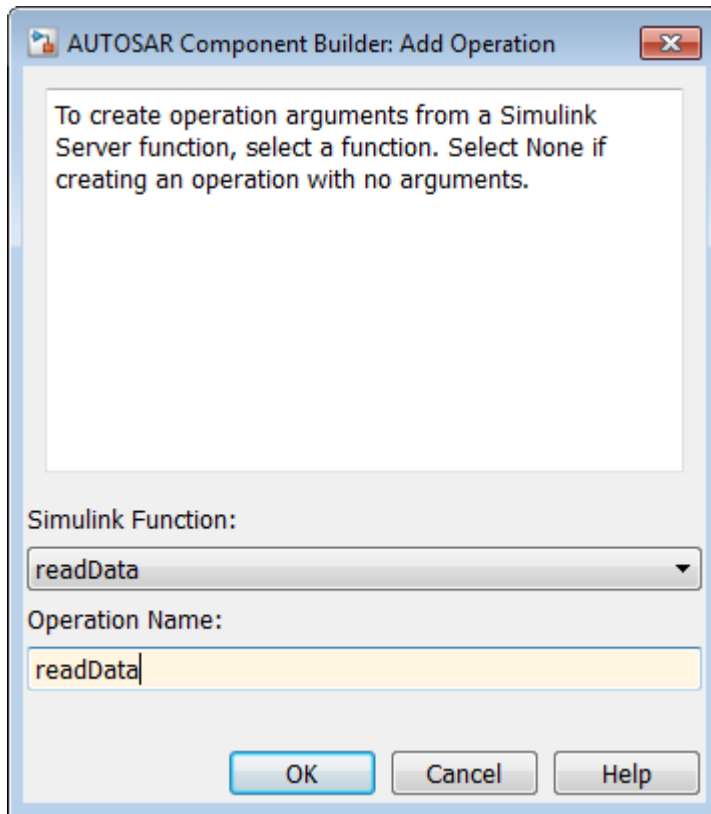 AUTOSAR Component Builder: Add Operation
To create operation arguments from a Simulink
Server function, select a function. Select None if
creating an operation with no arguments.
Simulink Function:
readData
Operation Name:
readData
OK Cancel Help